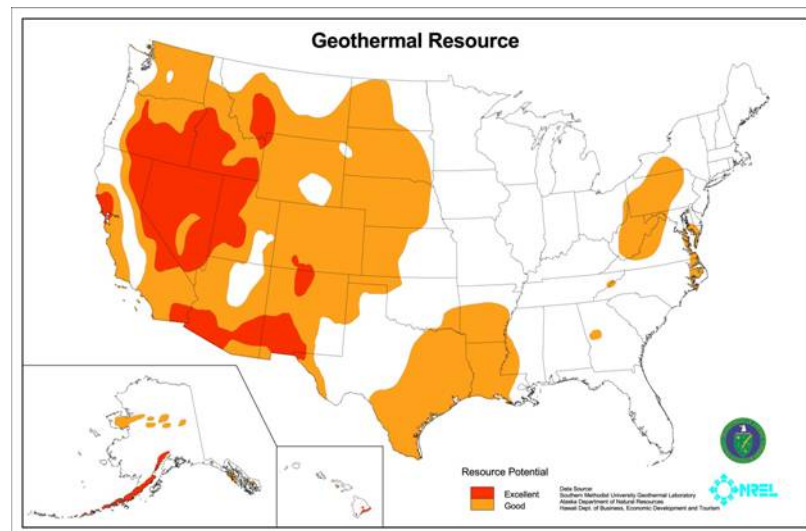 Geothermal Resource
Resource Potential
Excellent
Good
Data Source:
Southern Methodist University Geothermal Laboratory
Alaska Department of Natural Resources
Hawaii Dept. of Business, Economic Development and Tourism
NREL